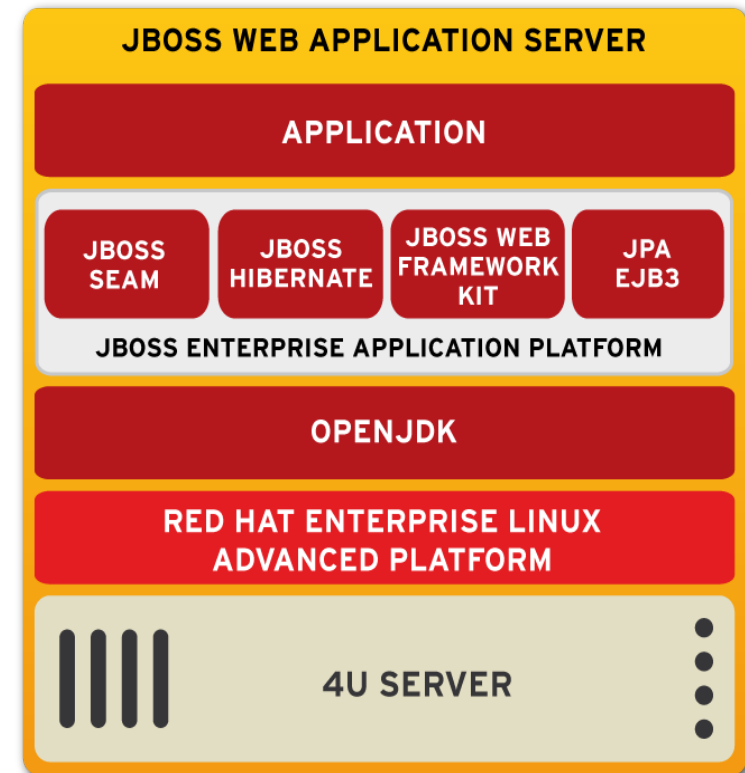 JBOSS WEB APPLICATION SERVER
APPLICATION
JBOSS
SEAM
JBOSS
HIBERNATE
JBOSS WEB
FRAMEWORK
KIT
JPA
EJB3
JBOSS ENTERPRISE APPLICATION PLATFORM
OPENJDK
RED HAT ENTERPRISE LINUX
ADVANCED PLATFORM
4U SERVER